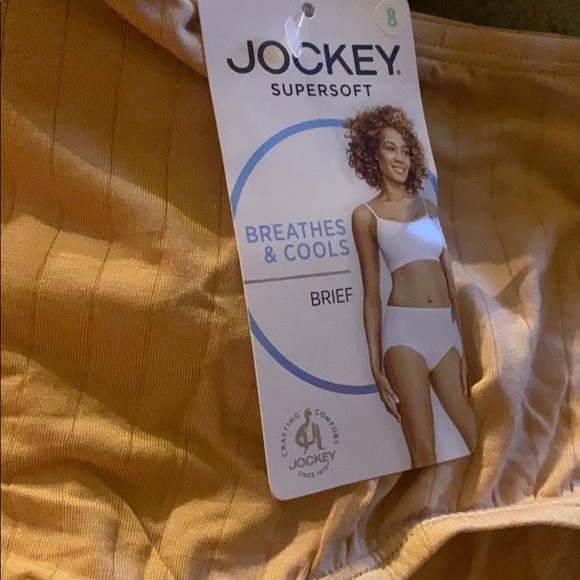 8
JOCKEY®
SUPERSOFT
BREATHES
& COOLS
BRIEF
CRAFTING COMFORT
JOCKEY
SINCE 1876